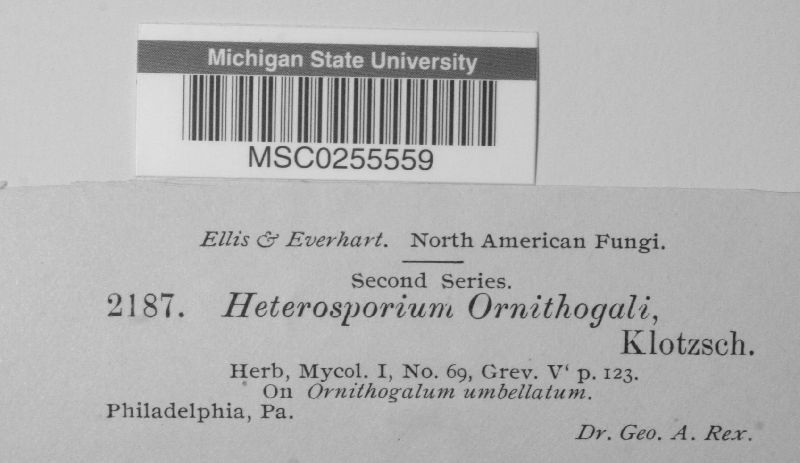 Michigan State University
MSC0255559
Ellis & Everhart. North American Fungi.
Second Series.
2187. Heterosporium Ornithogali,
Klotzsch.
Herb, Mycol. I, No. 69, Grev. V‘ p. 123.
On Ornithogalum umbellatum.
Philadelphia, Pa.
Dr. Geo. A. Rex.